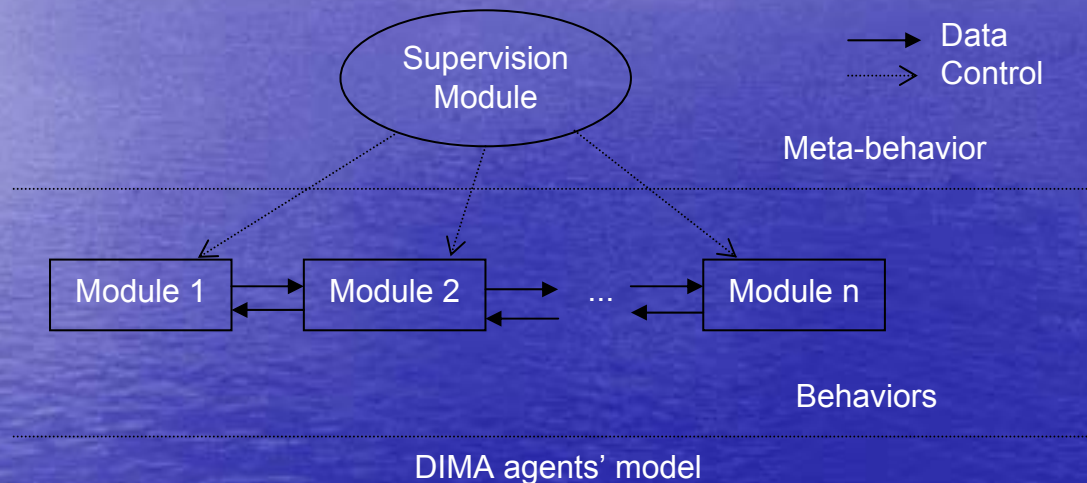 Supervision
Module
Data
Control
Meta-behavior
Module 1
Module 2
...
Module n
Behaviors
DIMA agents’ model